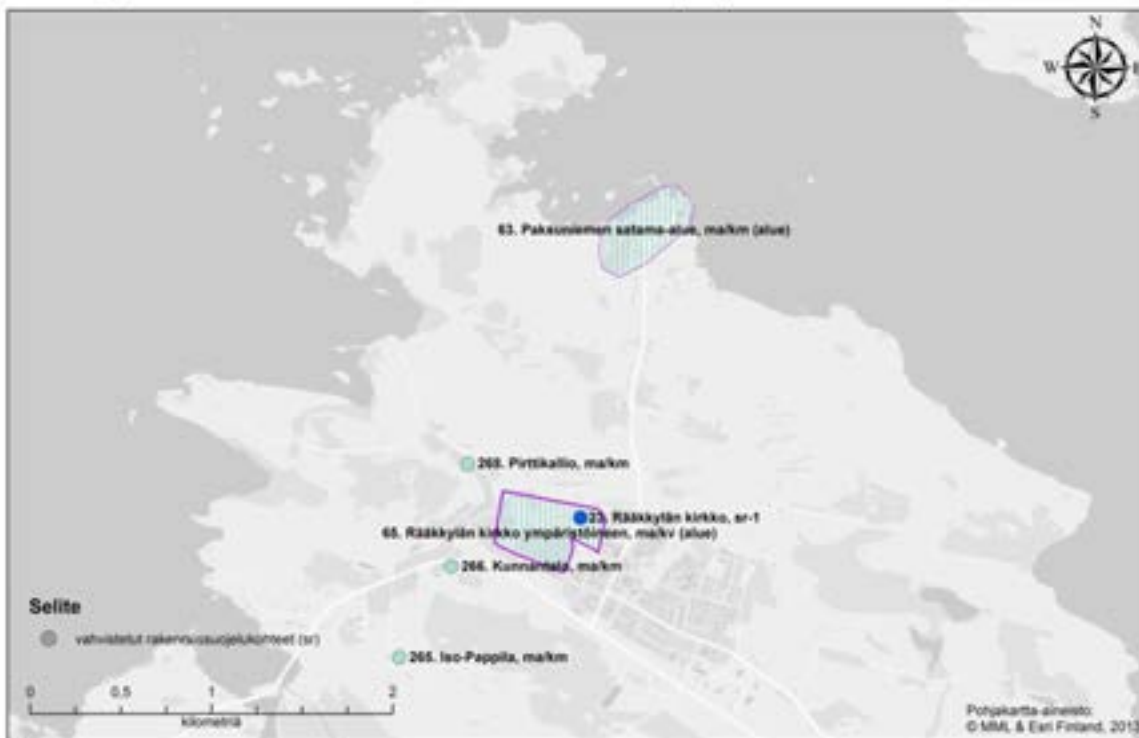 N
W
E
S
63. Paksuniemen satama-alue, ma/km (alue)
268. Pirttikallio, ma/km
23. Rääkkylän kirkko, sr-1
65. Rääkkylän kirkko ympäristöineen, ma/kv (alue)
266. Kunnantalo, ma/km
Selite
vahvistetut rakennussuojelukohteet (sr)
265. Iso-Pappila, ma/km
0 0,5 1 2
kilometriä
Pohjakartta-aineisto:
© MML & Esri Finland, 2013